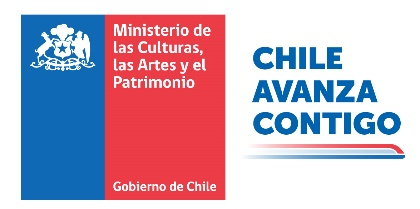 Ministerio de
las Culturas,
las Artes y el
Patrimonio
Gobierno de Chile
CHILE
AVANZA
CONTIGO